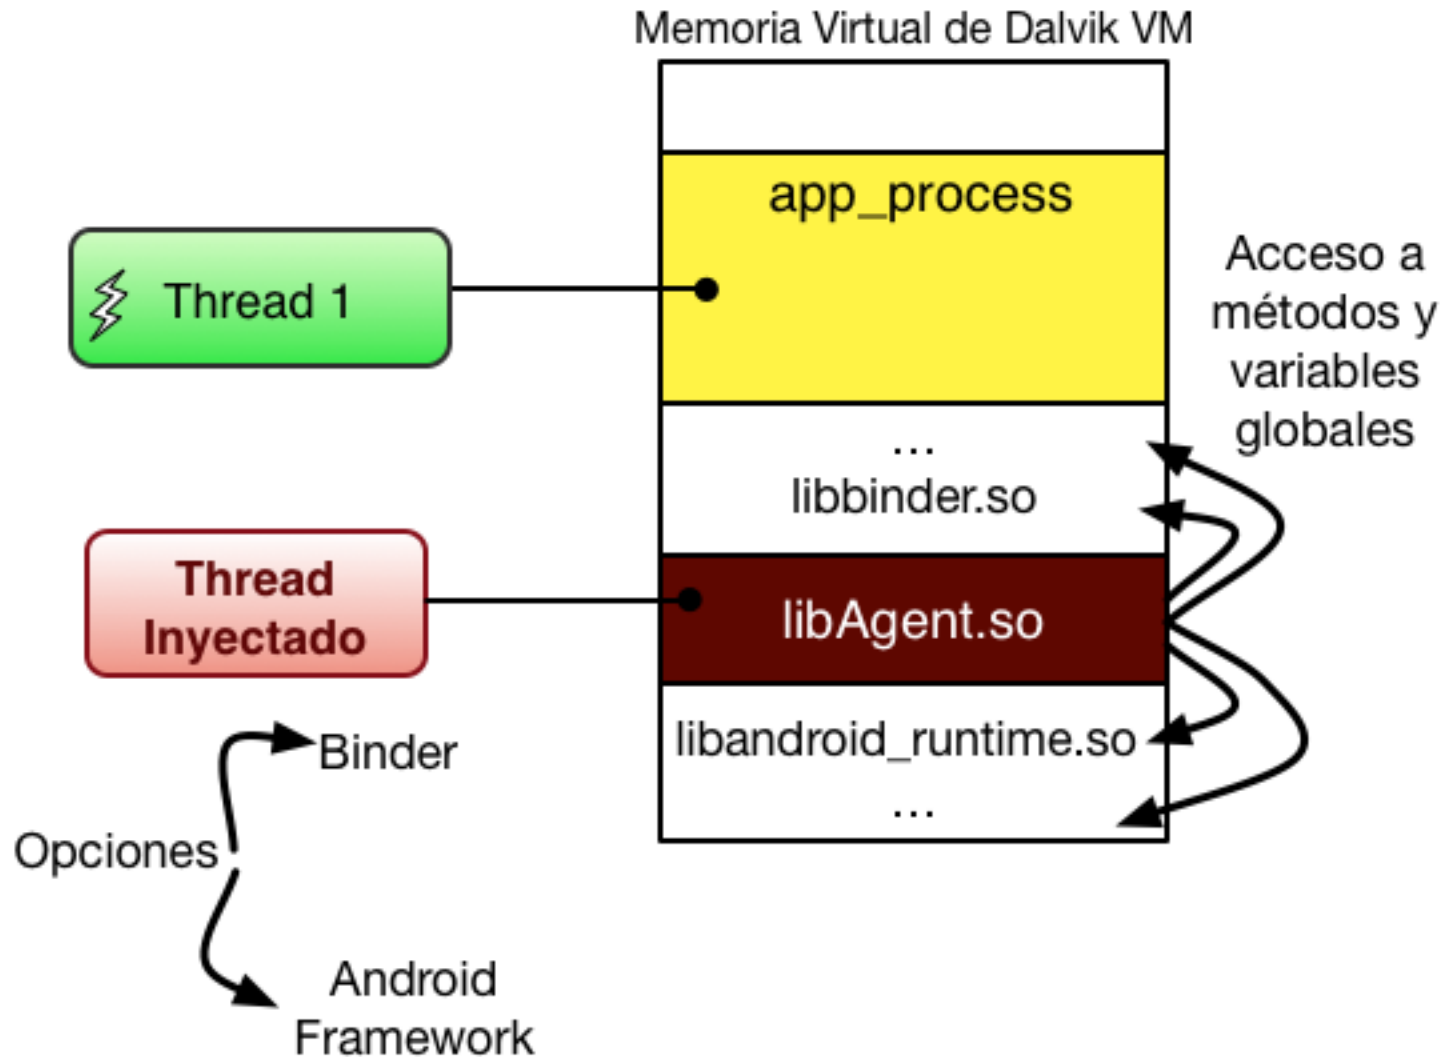 Memoria Virtual de Dalvik VM
app_process
Thread 1
Acceso a
métodos y
variables
globales
...
libbinder.so
Thread
Inyectado
libAgent.so
libandroid_runtime.so
...
Binder
Opciones
Android
Framework